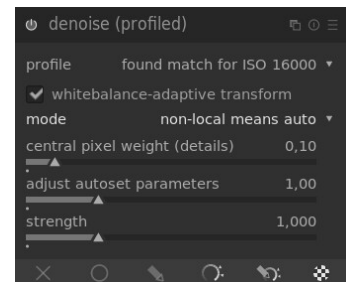 denoise (profiled)
profile found match for ISO 16000
whitebalance-adaptive transform
mode non-local means auto
central pixel weight (details) 0,10
adjust autoset parameters 1,00
strength 1,000